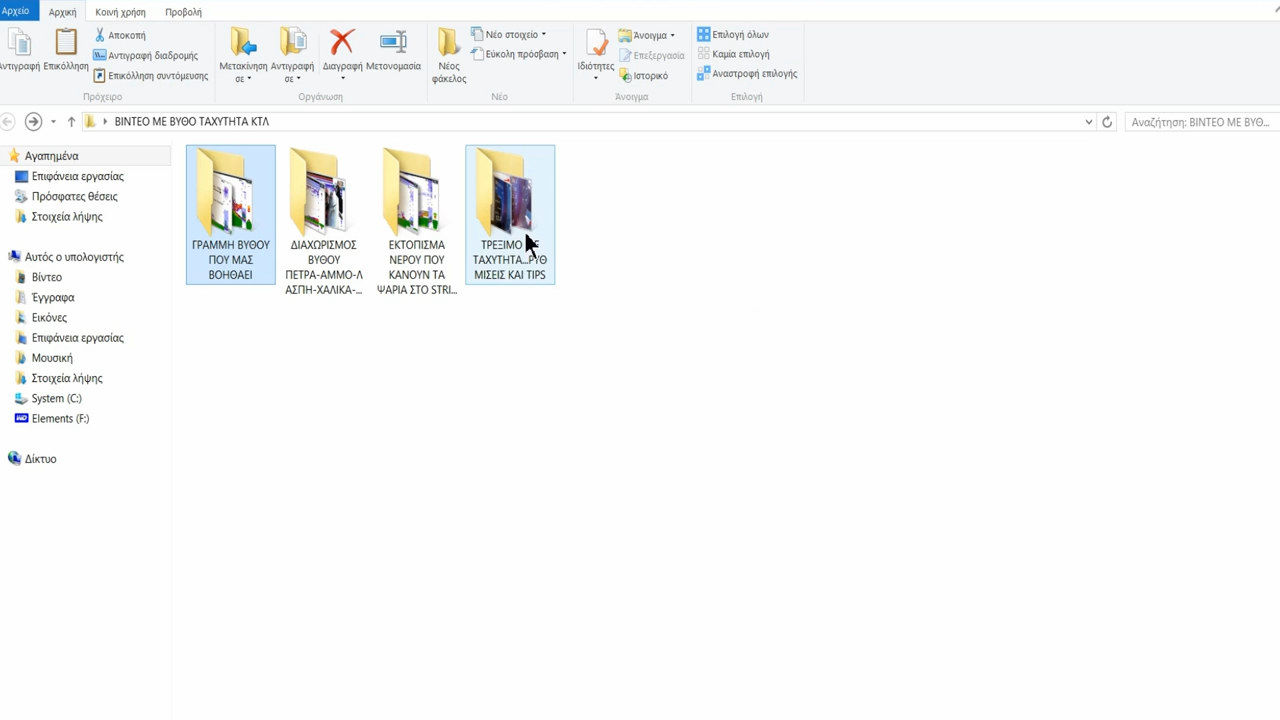 Αρχείο
Αρχική
Κοινή χρήση
Προβολή
Αντιγραφή
Επικόλληση
Αποκοπή
Αντιγραφή διαδρομής
Επικόλληση συντόμευσης
Πρόχειρο
Μετακίνηση
σε
Αντιγραφή
σε
Διαγραφή
Μετονομασία
Οργάνωση
Νέος
φάκελος
Νέο στοιχείο
Εύκολη πρόσβαση
Νέο
Ιδιότητες
Άνοιγμα
Επεξεργασία
Ιστορικό
Άνοιγμα
Επιλογή όλων
Καμία επιλογή
Αναστροφή επιλογής
Επιλογή
ΒΙΝΤΕΟ ΜΕ ΒΥΘΟ ΤΑΧΥΤΗΤΑ ΚΤΛ
Αναζήτηση: ΒΙΝΤΕΟ ΜΕ ΒΥΘ...
Αγαπημένα
Επιφάνεια εργασίας
Πρόσφατες θέσεις
Στοιχεία λήψης
Αυτός ο υπολογιστής
Βίντεο
Έγγραφα
Εικόνες
Επιφάνεια εργασίας
Μουσική
Στοιχεία λήψης
System (C:)
Elements (F:)
Δίκτυο
ΓΡΑΜΜΗ ΒΥΘΟΥ
ΠΟΥ ΜΑΣ
ΒΟΗΘΑΕΙ
ΔΙΑΧΩΡΙΣΜΟΣ
ΒΥΘΟΥ
ΠΕΤΡΑ-ΑΜΜΟ-Λ
ΑΣΠΗ-ΧΑΛΙΚΑ-...
ΕΚΤΟΠΙΣΜΑ
ΝΕΡΟΥ ΠΟΥ
ΚΑΝΟΥΝ ΤΑ
ΨΑΡΙΑ ΣΤΟ STRI...
ΤΡΕΞΙΜΟ
ΤΑΧΥΤΗΤΑ...ΡΥΘ
ΜΙΣΕΙΣ ΚΑΙ TIPS